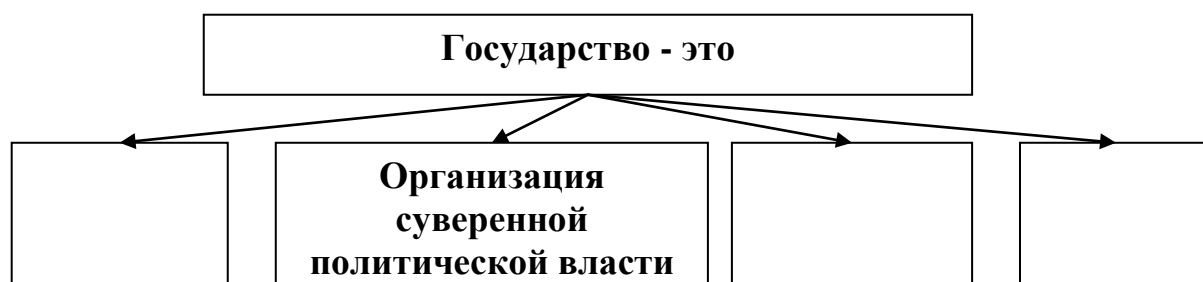 Государство - это
Организация
суверенной
политической власти